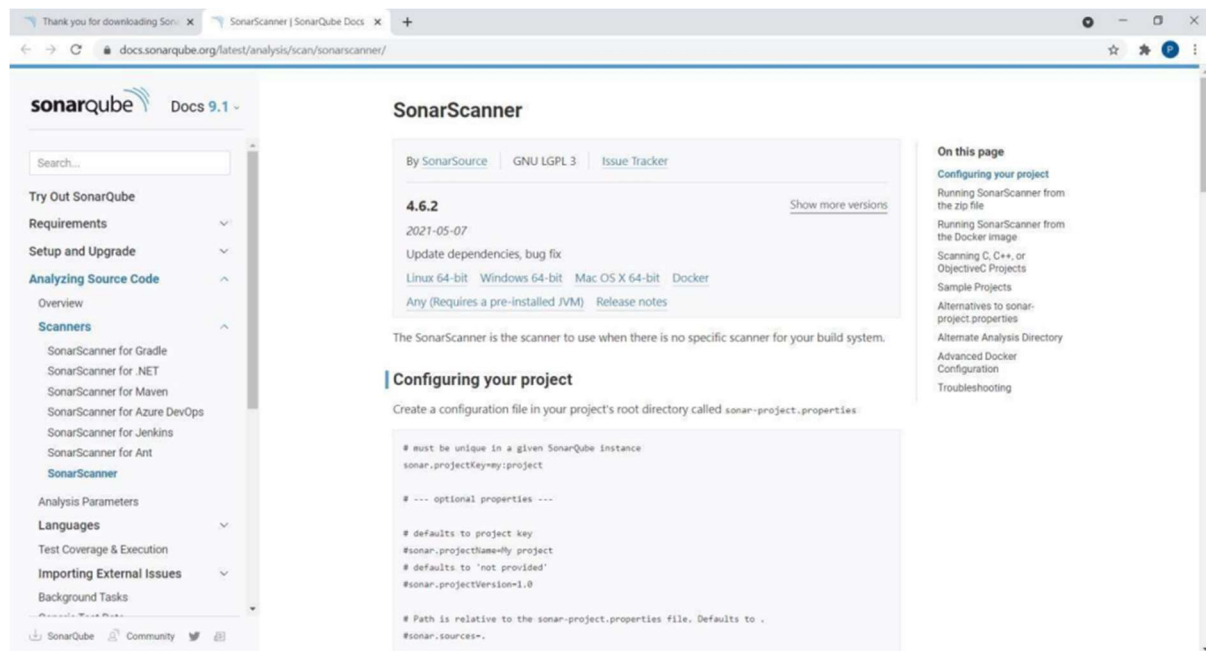 Thank you for downloading Sona
SonarScanner | SonarQube Docs
docs.sonarqube.org/latest/analysis/scan/sonarscanner/
P
sonarqube
Docs 9.1
Search...
Try Out SonarQube
Requirements
Setup and Upgrade
Analyzing Source Code
Overview
Scanners
SonarScanner for Gradle
SonarScanner for .NET
SonarScanner for Maven
SonarScanner for Azure DevOps
SonarScanner for Jenkins
SonarScanner for Ant
SonarScanner
Analysis Parameters
Languages
Test Coverage & Execution
Importing External Issues
Background Tasks
SonarQube
Community
SonarScanner
By SonarSource
GNU LGPL 3
Issue Tracker
4.6.2
Show more versions
2021-05-07
Update dependencies, bug fix
Linux 64-bit Windows 64-bit Mac OS X 64-bit Docker
Any (Requires a pre-installed JVM) Release notes
The SonarScanner is the scanner to use when there is no specific scanner for your build system.
Configuring your project
Create a configuration file in your project's root directory called sonar-project.properties
# must be unique in a given SonarQube instance
sonar.projectKey=my:project
# --- optional properties ---
# defaults to project key
#sonar.projectName=My project
# defaults to 'not provided'
#sonar.projectVersion=1.0
# Path is relative to the sonar-project.properties file. Defaults to .
#sonar.sources=.
On this page
Configuring your project
Running SonarScanner from
the zip file
Running SonarScanner from
the Docker image
Scanning C, C++, or
ObjectiveC Projects
Sample Projects
Alternatives to sonar-
project.properties
Alternate Analysis Directory
Advanced Docker
Configuration
Troubleshooting